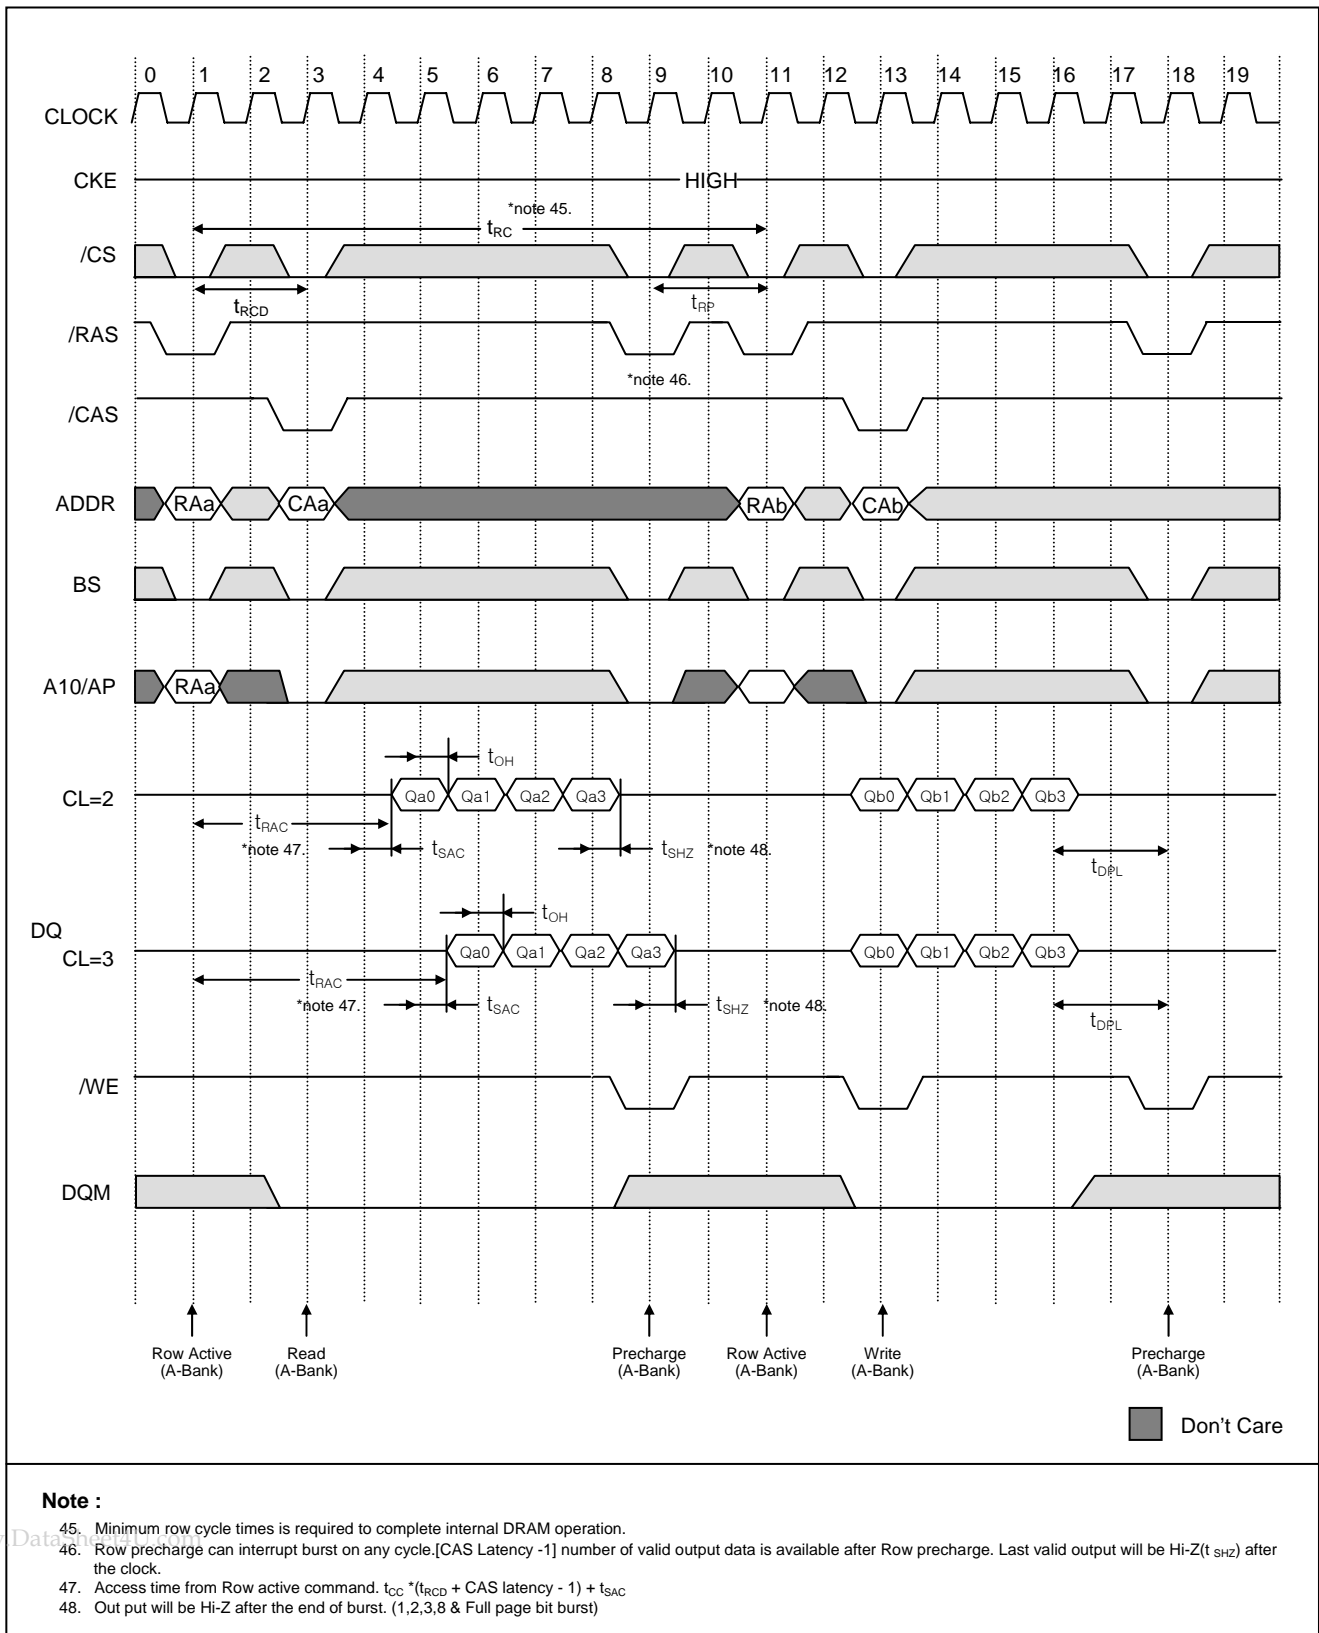 0 1 2 3 4 5 6 7 8 9 10 11 12 13 14 15 16 17 18 19
CLOCK
CKE
HIGH
*note 45.
tRC
/CS
tRCD
tRP
/RAS
*note 46.
/CAS
ADDR
RAa CAa RAb CAb
BS
A10/AP
RAa
tOH
CL=2
Qa0 Qa1 Qa2 Qa3 Qb0 Qb1 Qb2 Qb3
tRAC
*note 47. tSAC tSHZ *note 48.
tDPL
tOH
DQ
CL=3
Qa0 Qa1 Qa2 Qa3 Qb0 Qb1 Qb2 Qb3
tRAC
*note 47. tSAC tSHZ *note 48.
tDPL
/WE
DQM
Row Active Read Precharge Row Active Write Precharge
(A-Bank) (A-Bank) (A-Bank) (A-Bank) (A-Bank) (A-Bank)
Don't Care
Note :
45. Minimum row cycle times is required to complete internal DRAM operation.
46. Row precharge can interrupt burst on any cycle.[CAS Latency -1] number of valid output data is available after Row precharge. Last valid output will be Hi-Z(t SHZ) after
the clock.
47. Access time from Row active command. tCC *(tRCD + CAS latency - 1) + tSAC
48. Out put will be Hi-Z after the end of burst. (1,2,3,8 & Full page bit burst)
.DataSheet4U.com